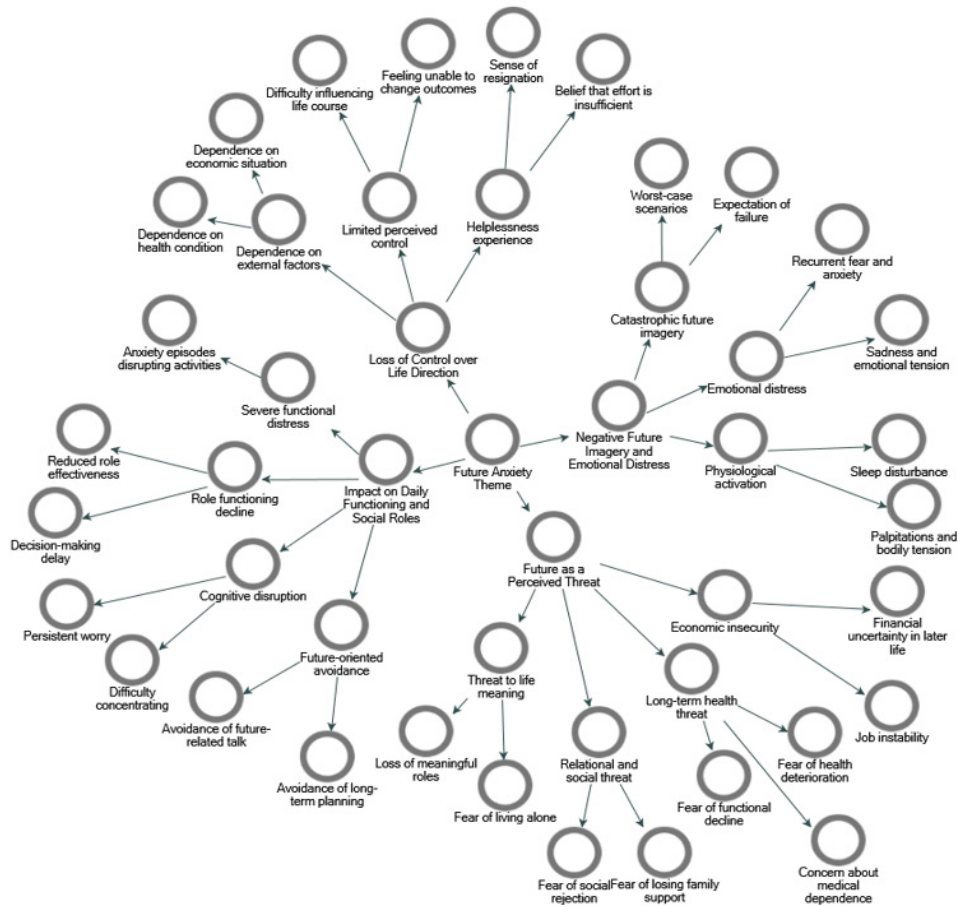 Feeling unable to
change outcomes
Sense of
resignation
Difficulty influencing
life course
Belief that effort is
insufficient
Dependence on
economic situation
Worst-case
scenarios
Expectation of
failure
Dependence on
health condition
Dependence on
external factors
Limited perceived
control
Helplessness
experience
Recurrent fear and
anxiety
Catastrophic future
imagery
Anxiety episodes
disrupting activities
Loss of Control over
Life Direction
Sadness and
emotional tension
Emotional distress
Severe functional
distress
Negative Future
Imagery and
Emotional Distress
Reduced role
effectiveness
Role functioning
decline
Impact on Daily
Functioning and
Social Roles
Future Anxiety
Theme
Physiological
activation
Sleep disturbance
Decision-making
delay
Palpitations and
bodily tension
Future as a
Perceived Threat
Cognitive disruption
Persistent worry
Economic insecurity
Financial
uncertainty in later
life
Future-oriented
avoidance
Threat to life
meaning
Long-term health
threat
Difficulty
concentrating
Avoidance of future-
related talk
Job instability
Loss of meaningful
roles
Relational and
social threat
Fear of health
deterioration
Avoidance of long-
term planning
Fear of living alone
Fear of functional
decline
Fear of social
rejection
Fear of losing family
support
Concern about
medical
dependence